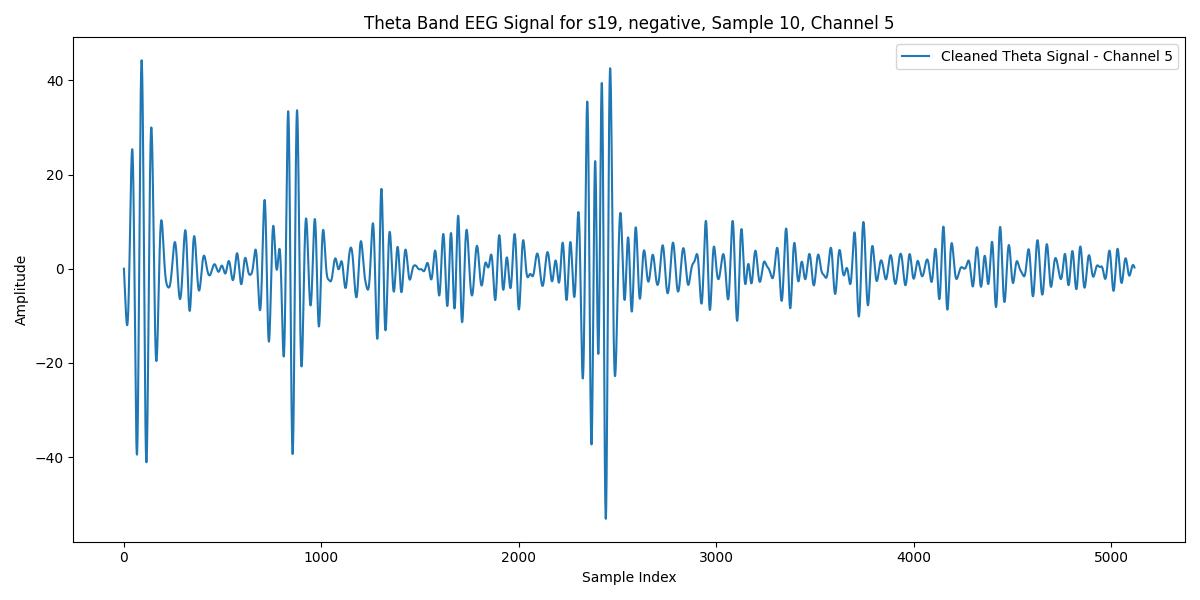 Theta Band EEG Signal for s19, negative, Sample 10, Channel 5
Cleaned Theta Signal - Channel 5
Amplitude
40
20
0
−20
−40
0 1000 2000 3000 4000 5000
Sample Index